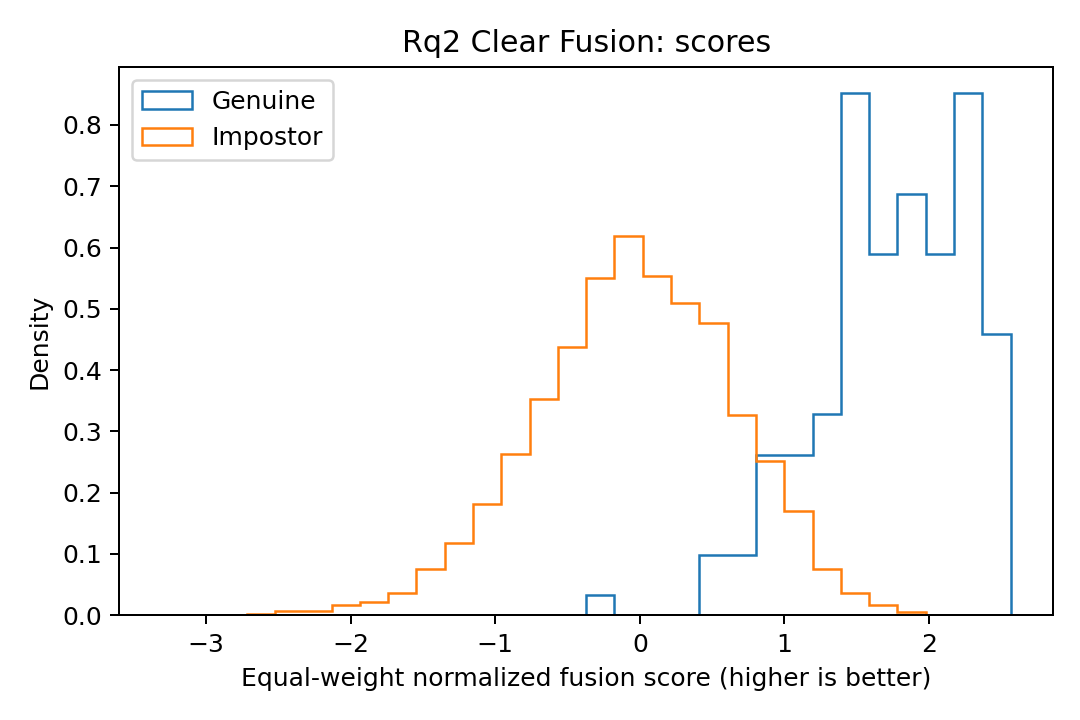 Rq2 Clear Fusion: scores
Genuine
Impostor
Density
0.8
0.7
0.6
0.5
0.4
0.3
0.2
0.1
0.0
−3 −2 −1 0 1 2
Equal-weight normalized fusion score (higher is better)